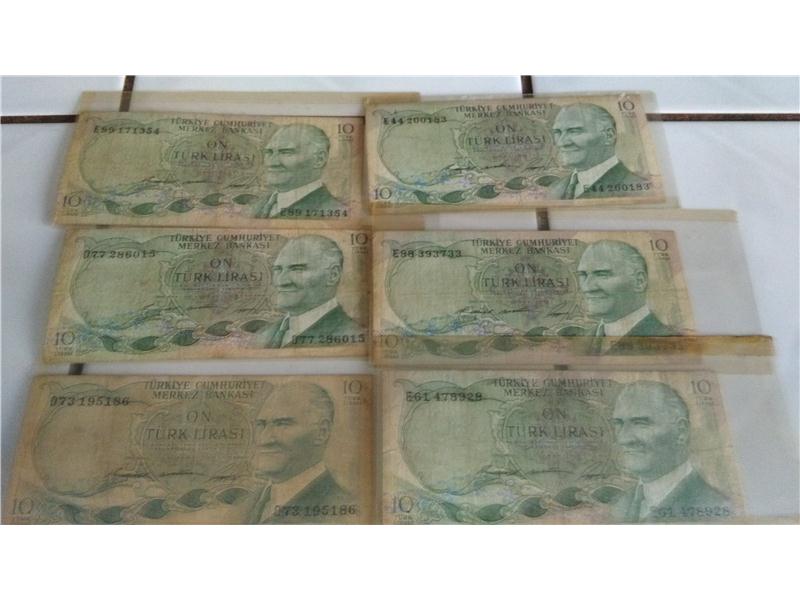 TÜRKİYE CUMHURİYET
MERKEZ BANKASI
E99 171354
10
ON
TÜRK LİRASI
10
E99 171354
TÜRKİYE CUMHURİYET
MERKEZ BANKASI
10
E44 260183
ON
TÜRK LİRASI
10
E44 260183
TÜRKİYE CUMHURİYET
MERKEZ BANKASI
10
D77 286015
ON
TÜRK LİRASI
10
D77 286015
TÜRKİYE CUMHURİYET
MERKEZ BANKASI
10
E98 393733
ON
TÜRK LİRASI
10
TÜRKİYE CUMHURİYET
MERKEZ BANKASI
10
D73 195186
ON
TÜRK LİRASI
10
D73 195186
TÜRKİYE CUMHURİYET
MERKEZ BANKASI
10
E61 478928
ON
TÜRK LİRASI
10
E61 478928